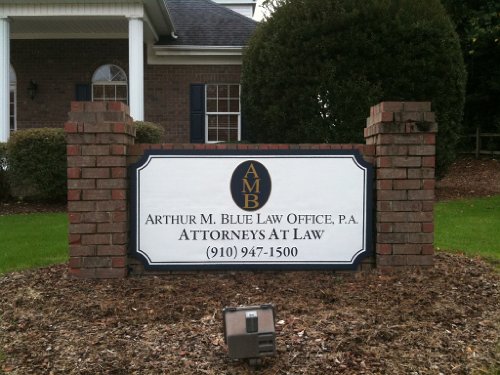 AMB
ARTHUR M. BLUE LAW OFFICE, P.A.
ATTORNEYS AT LAW
(910) 947-1500